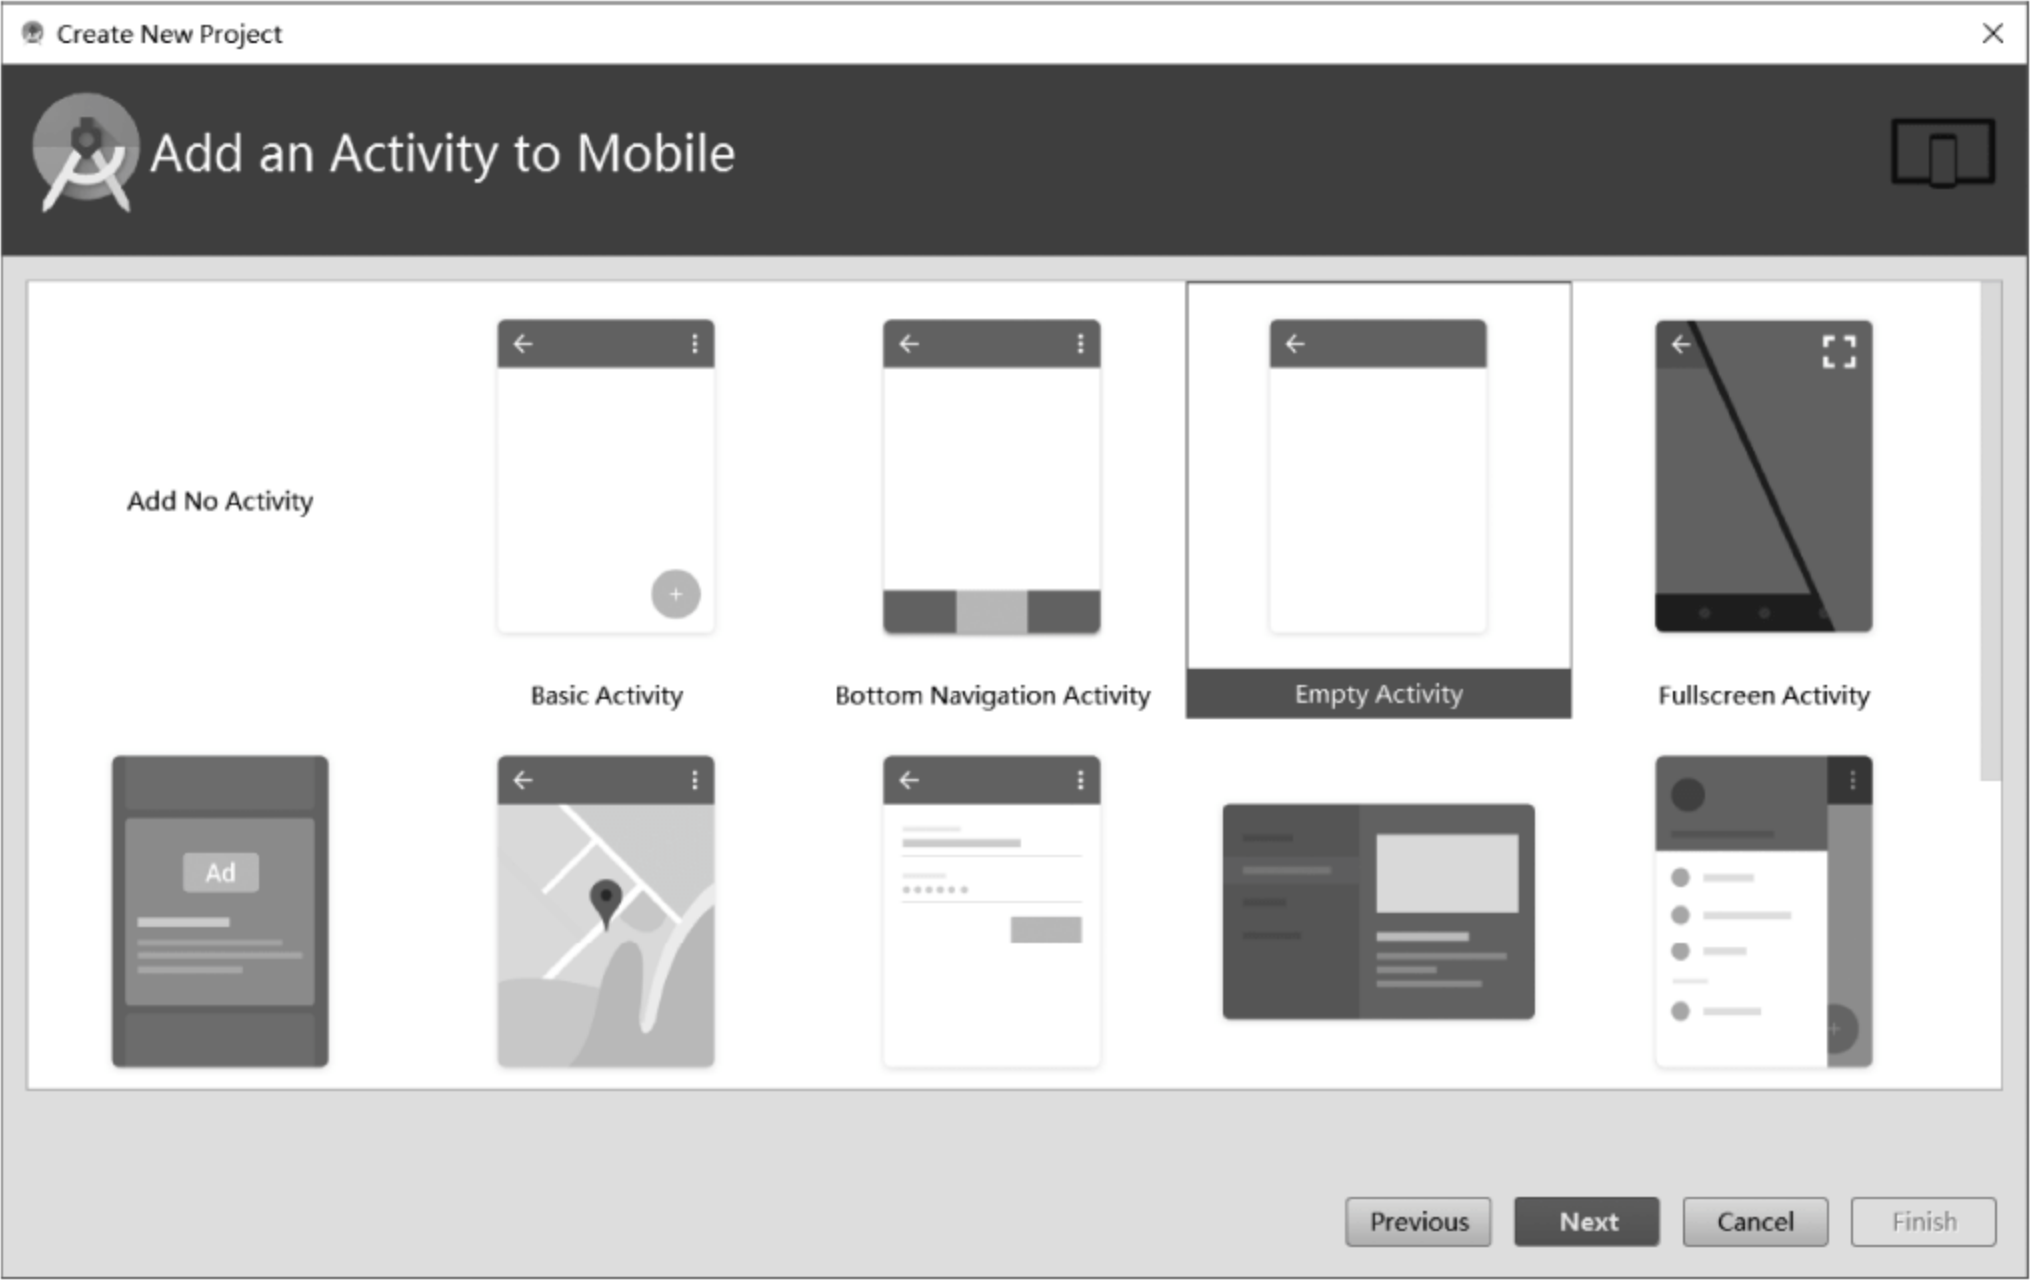 Create New Project
Add an Activity to Mobile
Add No Activity
Basic Activity
Bottom Navigation Activity
Empty Activity
Fullscreen Activity
Ad
Previous
Next
Cancel
Finish